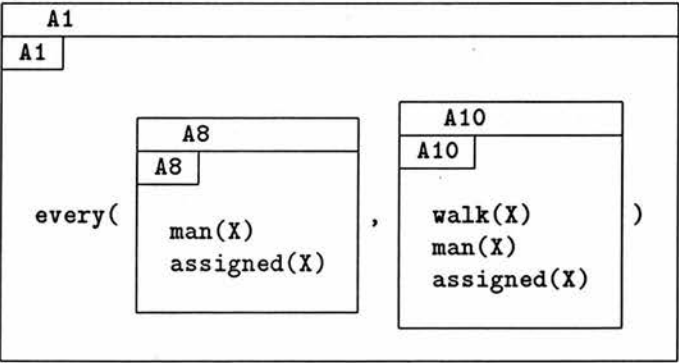 A1
A1
A8
A8
A10
A10
every(
man(X)
assigned(X)
,
walk(X)
man(X)
assigned(X)
)